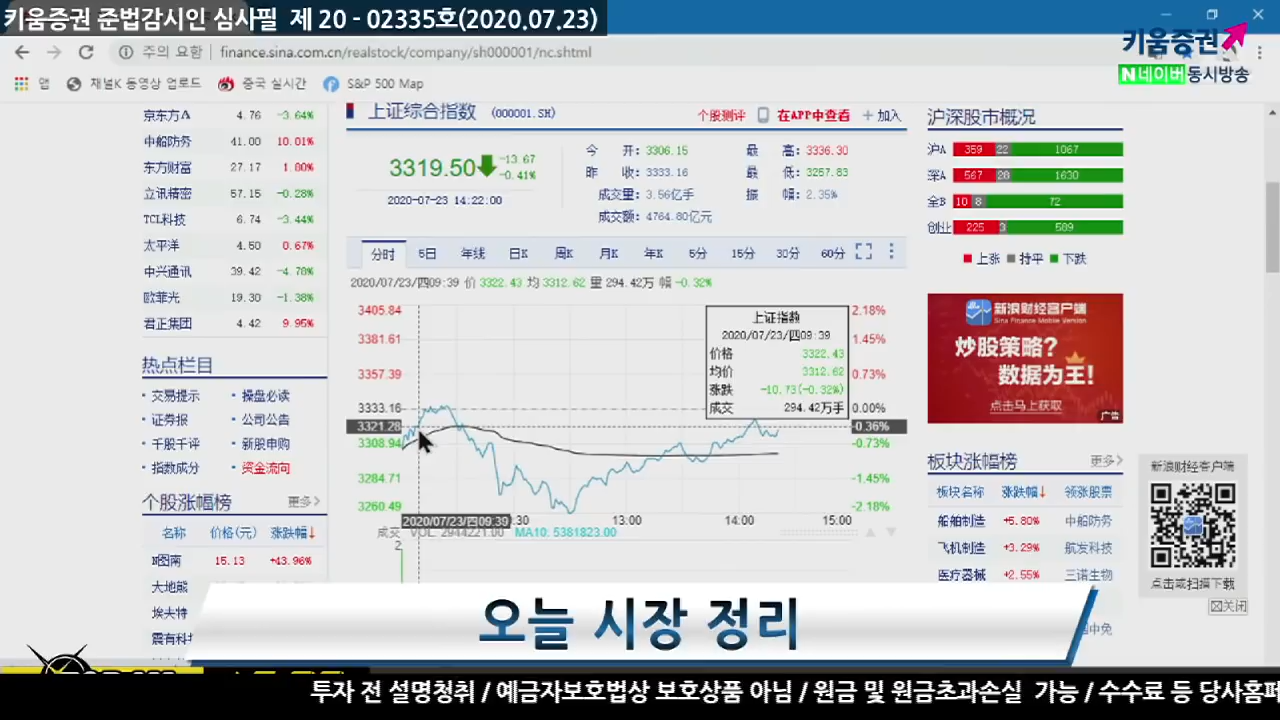 키움증권 준법감시인 심사필 제 20 - 02335호(2020.07.23)
키움증권
N네이버 동시방송
주의 요함 | finance.sina.com.cn/realstock/company/sh000001/nc.shtml
앱 채널K 동영상 업로드 중국 실시간 S&P 500 Map
京东方A 4.76 -3.64%
中船防务 41.00 10.01%
东方财富 27.17 1.80%
立讯精密 57.15 -0.28%
TCL科技 6.74 -3.44%
太平洋 4.50 0.67%
中兴通讯 39.42 -4.78%
欧菲光 19.30 -1.38%
君正集团 4.42 9.95%
热点栏目
· 交易提示 · 操盘必读
· 证券报 · 公司公告
· 千股千评 · 新股申购
· 指数成分 · 资金流向
个股涨幅榜 更多>
名称 价格(元) 涨跌幅↓
N图南 15.13 +43.96%
大地熊
埃夫特
震有科
上证综合指数 (000001.SH) 个股测评 在APP中查看 +加入
3319.50 -13.67 -0.41%
2020-07-23 14:22:00
今 开: 3306.15 最 高: 3336.30
昨 收: 3333.16 最 低: 3257.83
成交量: 3.56亿手 振 幅: 2.35%
成交额: 4764.80亿元
分时 5日 年线 日K 周K 月K 年K 5分 15分 30分 60分
2020/07/23/四09:39 价 3322.43 均 3312.62 量 294.42万 幅 -0.32%
3405.84 2.18%
3381.61 1.45%
3357.39 0.73%
3333.16 0.00%
3321.28 -0.36%
3308.94 -0.73%
3284.71 -1.45%
3260.49 -2.18%
上证指数
2020/07/23/四09:39
价格 3322.43
均价 3312.62
涨跌 -10.73(-0.32%)
成交 294.42万手
2020/07/23/四09:39 :30 13:00 14:00 15:00
成交 VOL: 2944221.00 MA10: 5381823.00
2
沪深股市概况
沪A 359 22 1067
深A 567 28 1630
全B 10 8 72
创业 225 3 589
上涨 持平 下跌
新浪财经客户端
Sina Finance Mobile Version
炒股策略?
数据为王!
点击马上获取
广告
板块涨幅榜 更多>
板块名称 涨跌幅↓ 领涨股票
船舶制造 +5.80% 中船防务
飞机制造 +3.29% 航发科技
医疗器械 +2.55% 三诺生物
中免
新浪财经客户端
点击或扫描下载
关闭
오늘 시장 정리
투자 전 설명청취 / 예금자보호법상 보호상품 아님 / 원금 및 원금초과손실 가능 / 수수료 등 당사홈페